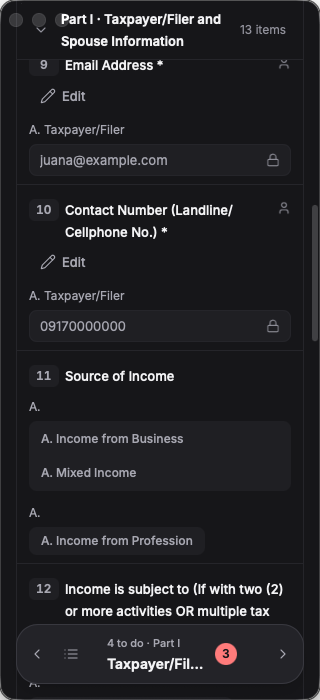 Part I · Taxpayer/Filer and
Spouse Information
13 items
9 Email Address *
Edit
A. Taxpayer/Filer
juana@example.com
10 Contact Number (Landline/
Cellphone No.) *
Edit
A. Taxpayer/Filer
09170000000
11 Source of Income
A.
A. Income from Business
A. Mixed Income
A.
A. Income from Profession
12 Income is subject to (If with two (2)
or more activities OR multiple tax
4 to do · Part I
Taxpayer/Fil...
3